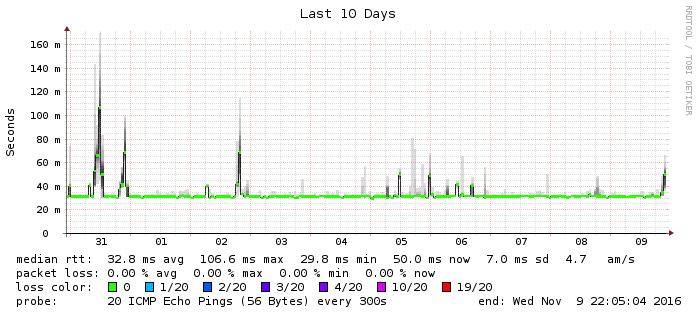 Last 10 Days
RRDTOOL / TOBI OETIKER
Seconds
160 m
140 m
120 m
100 m
80 m
60 m
40 m
20 m
0
31 01 02 03 04 05 06 07 08 09
median rtt: 32.8 ms avg 106.6 ms max 29.8 ms min 50.0 ms now 7.0 ms sd 4.7 am/s
packet loss: 0.00 % avg 0.00 % max 0.00 % min 0.00 % now
loss color: 0 1/20 2/20 3/20 4/20 10/20 19/20
probe: 20 ICMP Echo Pings (56 Bytes) every 300s end: Wed Nov 9 22:05:04 2016